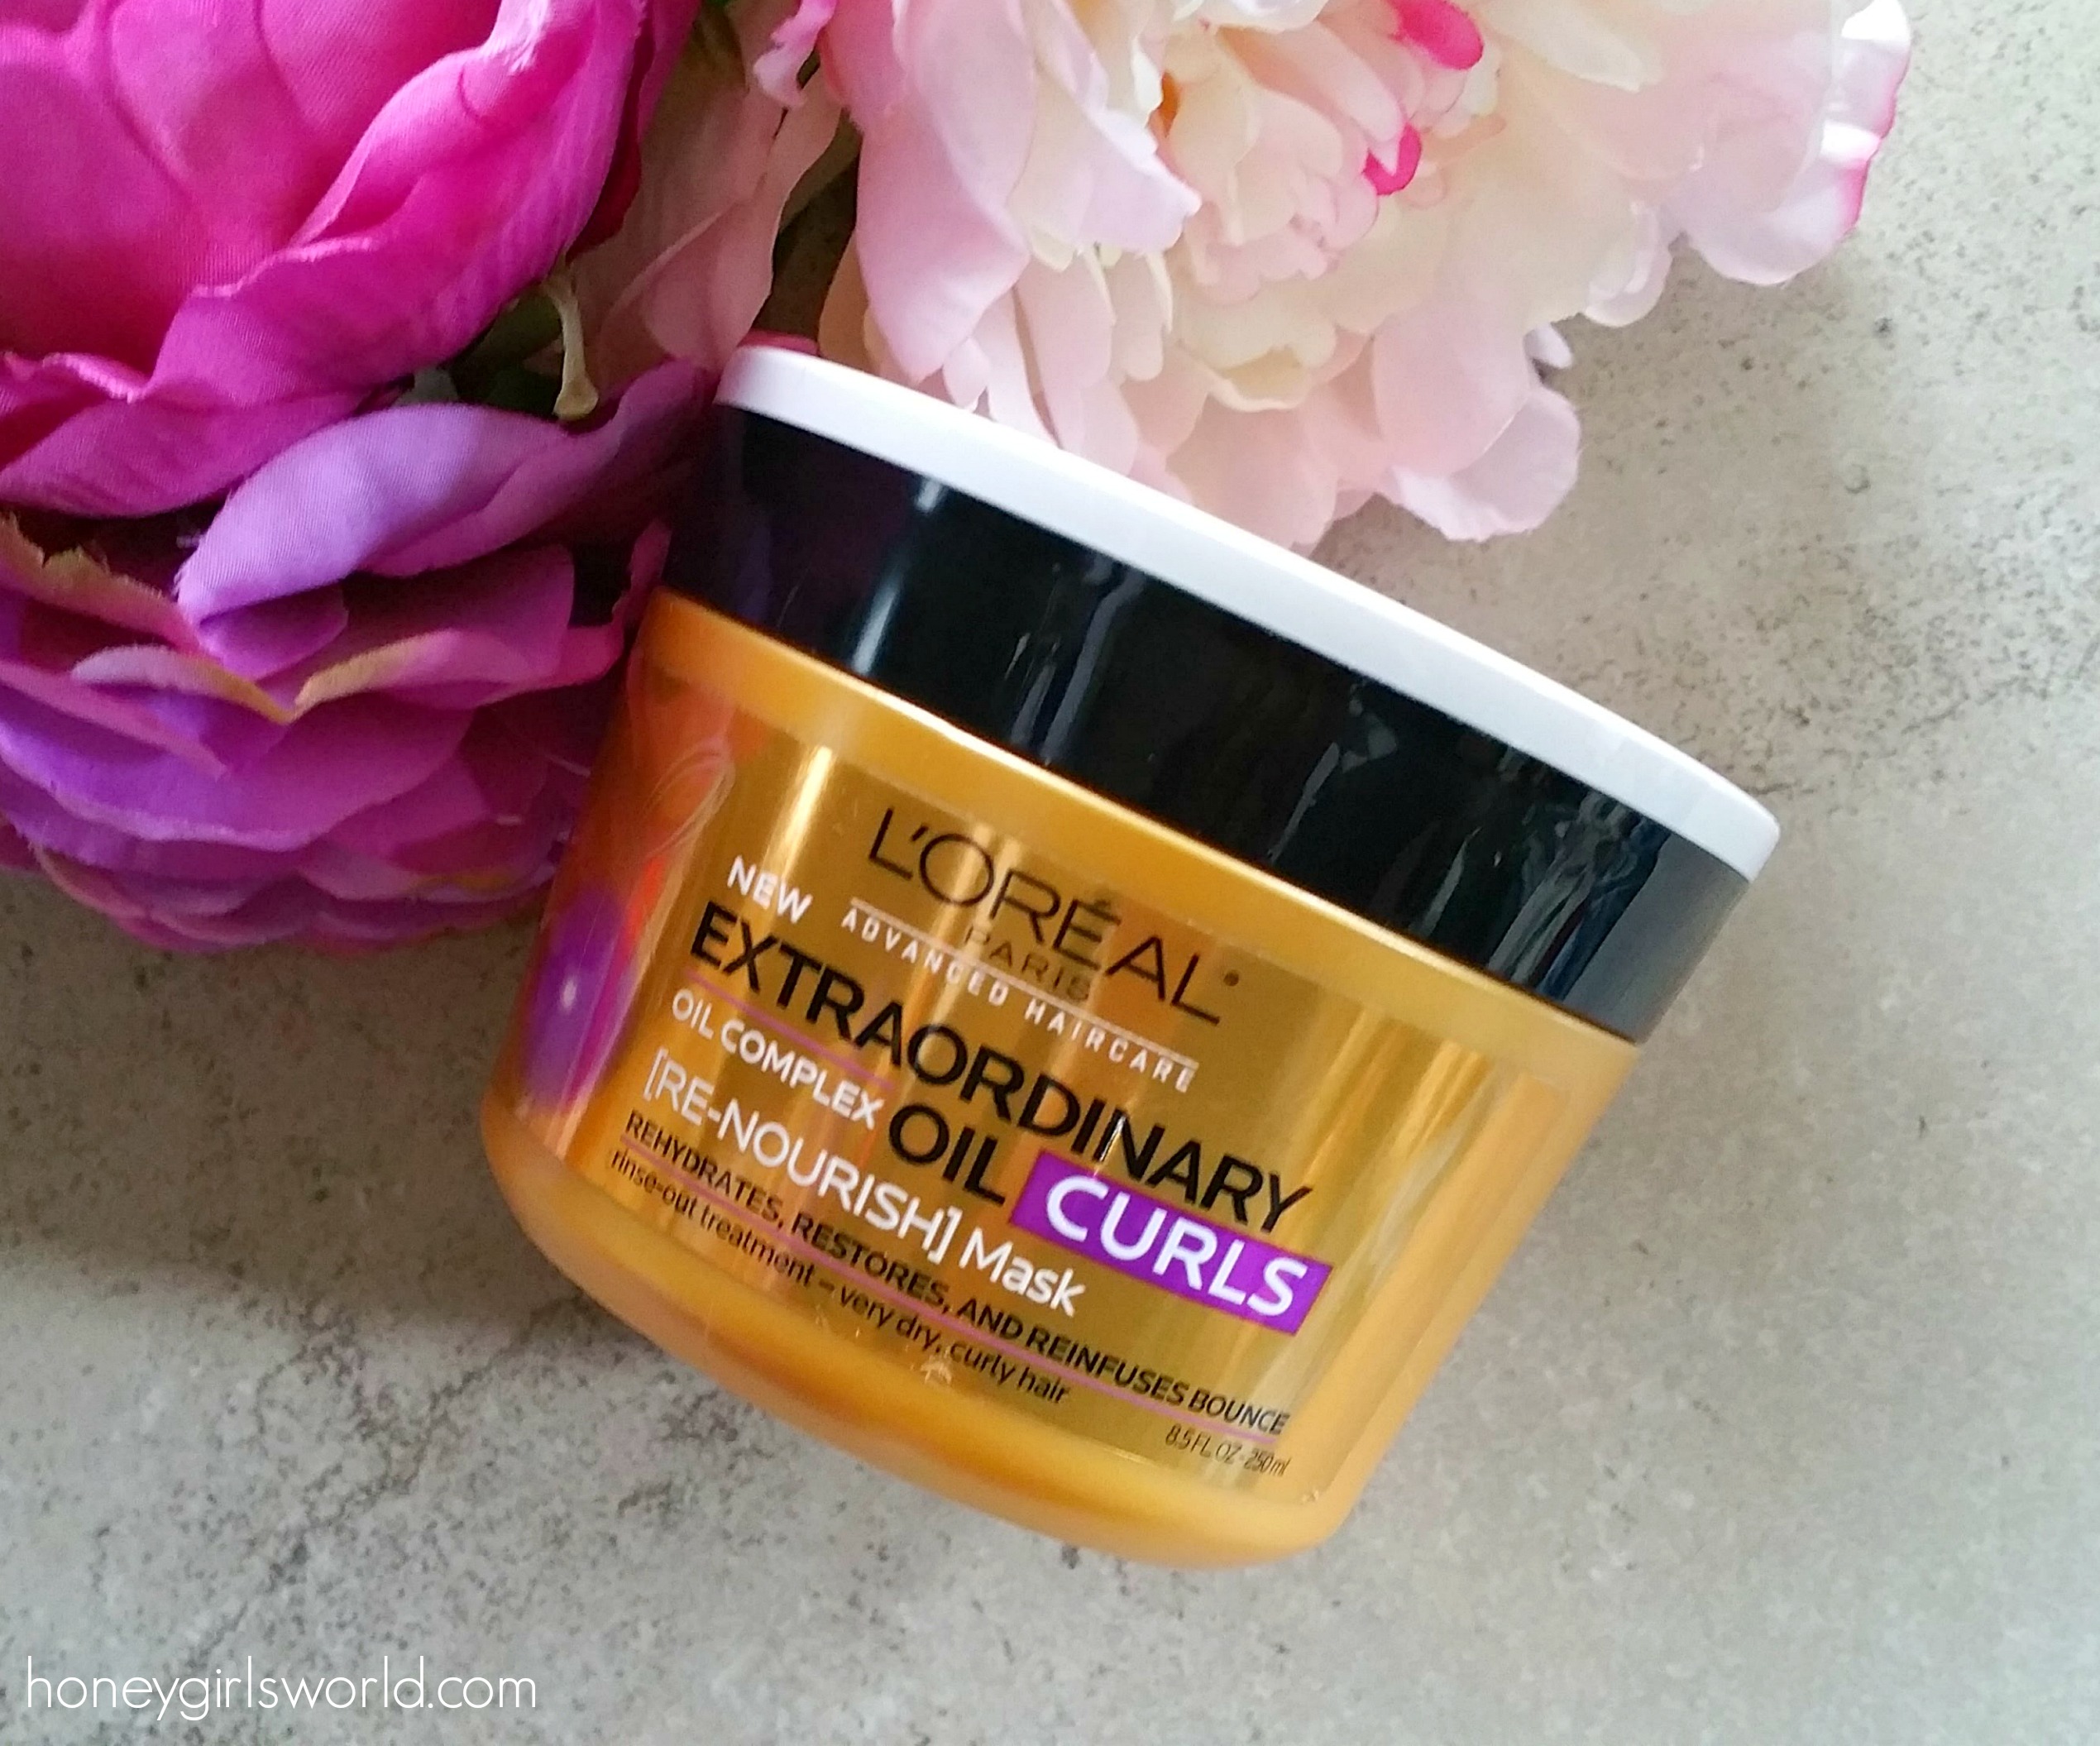 L'ORÉAL®
PARIS
ADVANCED HAIRCARE
NEW
EXTRAORDINARY
OIL COMPLEX OIL CURLS
[RE-NOURISH] Mask
REHYDRATES, RESTORES, AND REINFUSES BOUNCE
rinse-out treatment – very dry, curly hair
8.5 FL. OZ - 250 ml
honeygirlsworld.com